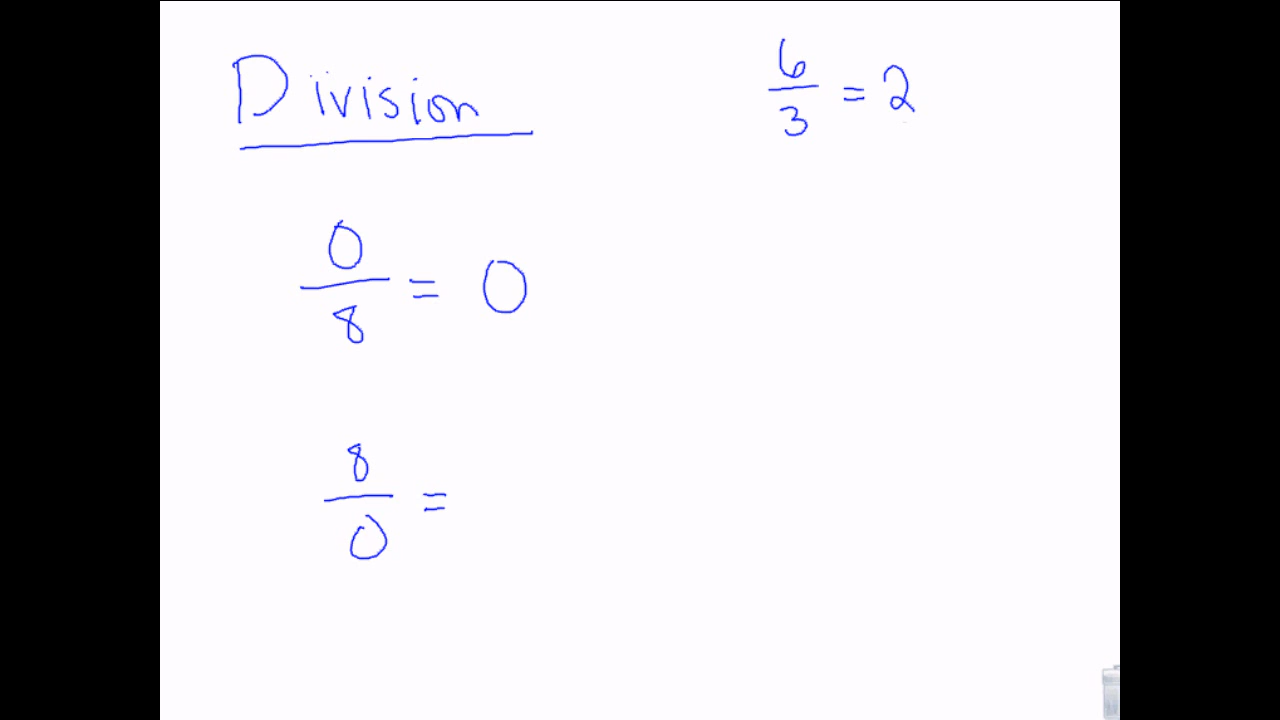 Division
6/3 = 2
0/8 = 0
8/0 =